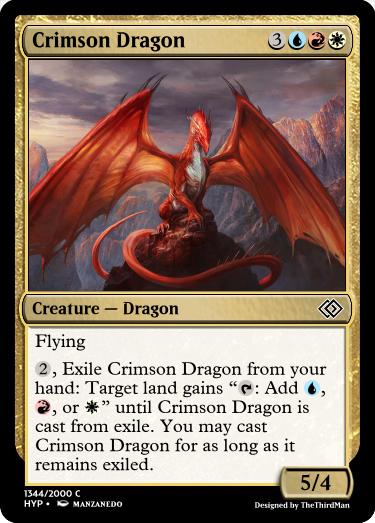 Crimson Dragon 3
Creature — Dragon
Flying
2, Exile Crimson Dragon from your
hand: Target land gains “: Add ,
, or ” until Crimson Dragon is
cast from exile. You may cast
Crimson Dragon for as long as it
remains exiled.
5/4
1344/2000 C
HYP • MANZANEDO
Designed by TheThirdMan